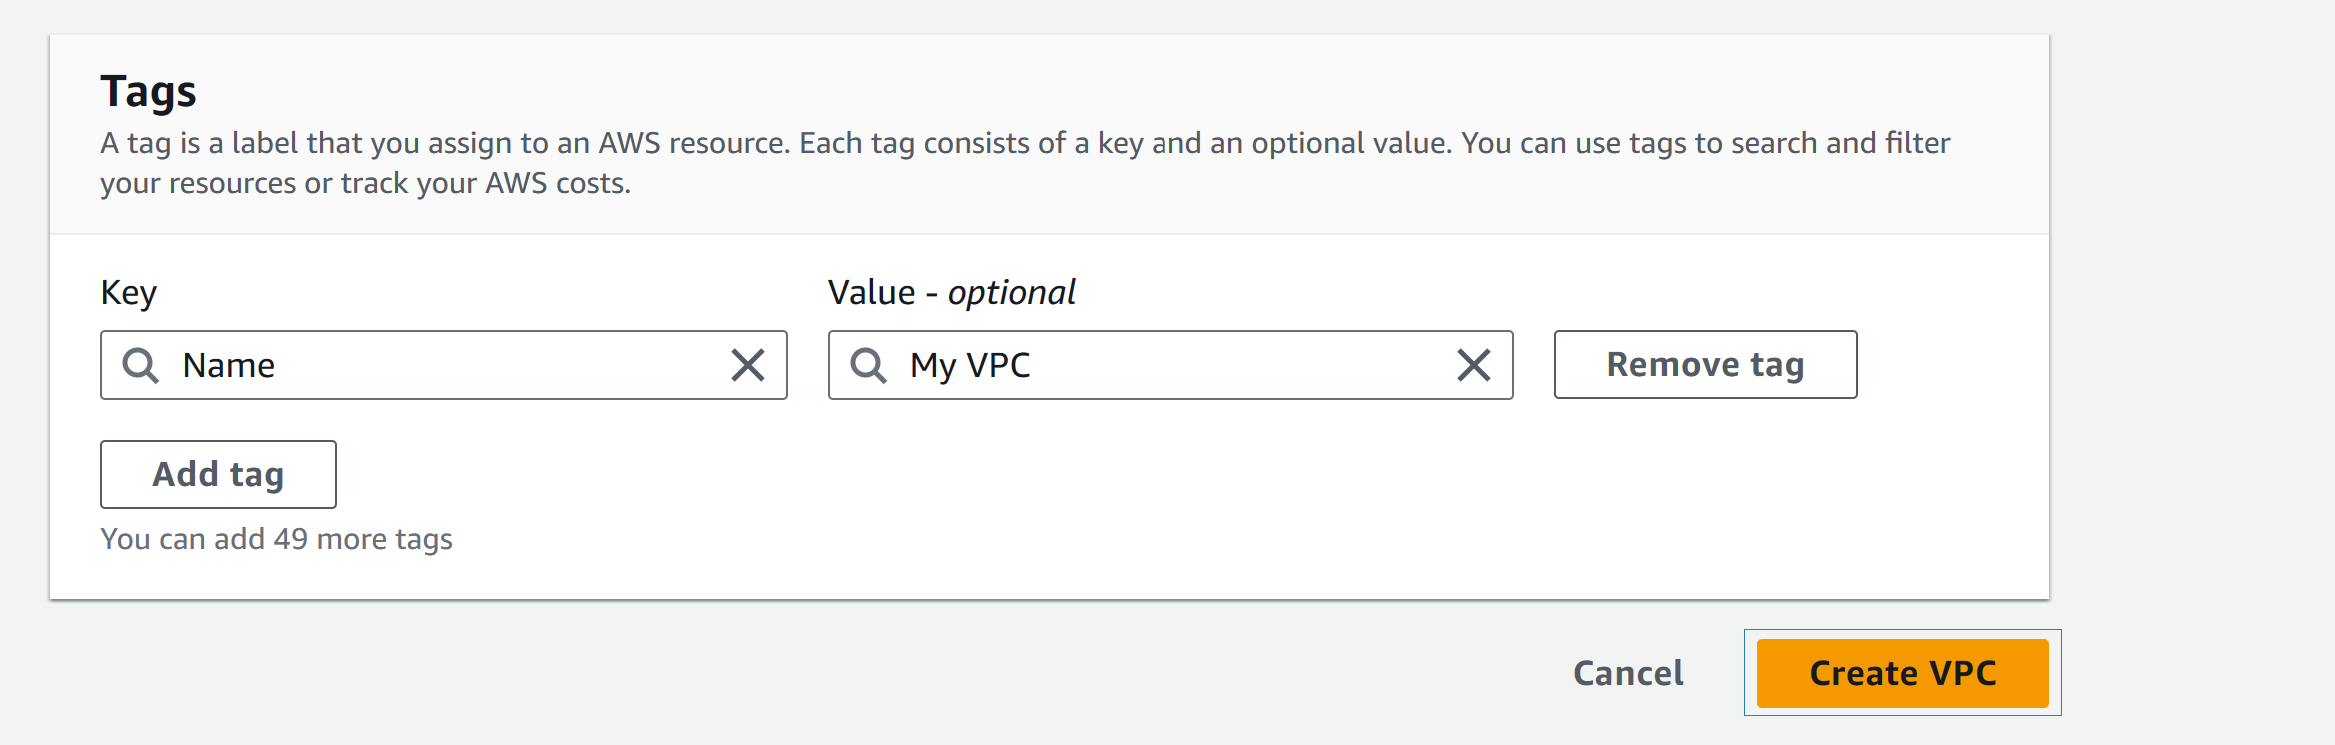 Tags
A tag is a label that you assign to an AWS resource. Each tag consists of a key and an optional value. You can use tags to search and filter
your resources or track your AWS costs.
Key
Value - optional
Name
My VPC
Remove tag
Add tag
You can add 49 more tags
Cancel
Create VPC